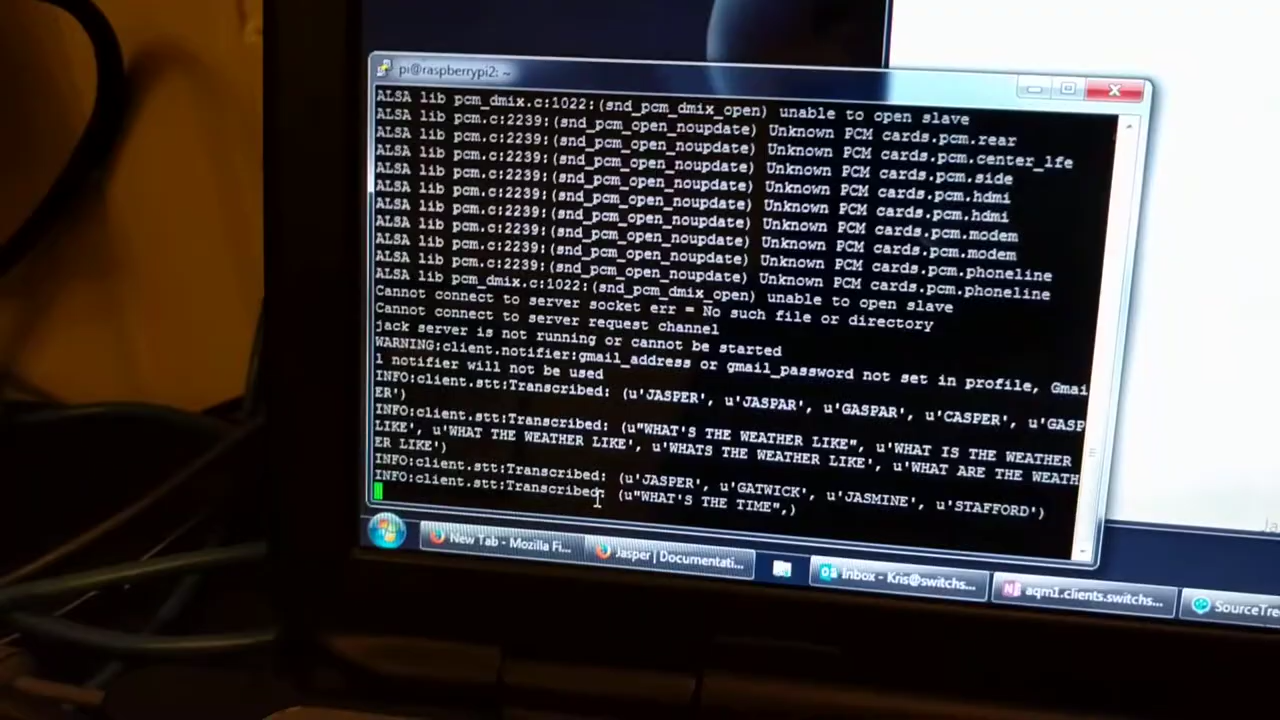 pi@raspberrypi2: ~
ALSA lib pcm_dmix.c:1022:(snd_pcm_dmix_open) unable to open slave
ALSA lib pcm.c:2239:(snd_pcm_open_noupdate) Unknown PCM cards.pcm.rear
ALSA lib pcm.c:2239:(snd_pcm_open_noupdate) Unknown PCM cards.pcm.center_lfe
ALSA lib pcm.c:2239:(snd_pcm_open_noupdate) Unknown PCM cards.pcm.side
ALSA lib pcm.c:2239:(snd_pcm_open_noupdate) Unknown PCM cards.pcm.hdmi
ALSA lib pcm.c:2239:(snd_pcm_open_noupdate) Unknown PCM cards.pcm.hdmi
ALSA lib pcm.c:2239:(snd_pcm_open_noupdate) Unknown PCM cards.pcm.modem
ALSA lib pcm.c:2239:(snd_pcm_open_noupdate) Unknown PCM cards.pcm.modem
ALSA lib pcm.c:2239:(snd_pcm_open_noupdate) Unknown PCM cards.pcm.phoneline
ALSA lib pcm.c:2239:(snd_pcm_open_noupdate) Unknown PCM cards.pcm.phoneline
ALSA lib pcm_dmix.c:1022:(snd_pcm_dmix_open) unable to open slave
Cannot connect to server socket err = No such file or directory
Cannot connect to server request channel
jack server is not running or cannot be started
WARNING:client.notifier:gmail_address or gmail_password not set in profile, Gmai
l notifier will not be used
INFO:client.stt:Transcribed: (u'JASPER', u'JASPAR', u'GASPAR', u'CASPER', u'GASP
ER')
INFO:client.stt:Transcribed: (u"WHAT'S THE WEATHER LIKE", u'WHAT IS THE WEATHER
LIKE', u'WHAT THE WEATHER LIKE', u'WHATS THE WEATHER LIKE', u'WHAT ARE THE WEATH
ER LIKE')
INFO:client.stt:Transcribed: (u'JASPER', u'GATWICK', u'JASMINE', u'STAFFORD')
INFO:client.stt:Transcribed: (u"WHAT'S THE TIME",)
New Tab - Mozilla Fi...
Jasper | Documentati...
Inbox - Kris@switchs...
aqm1.clients.switchs...
SourceTre